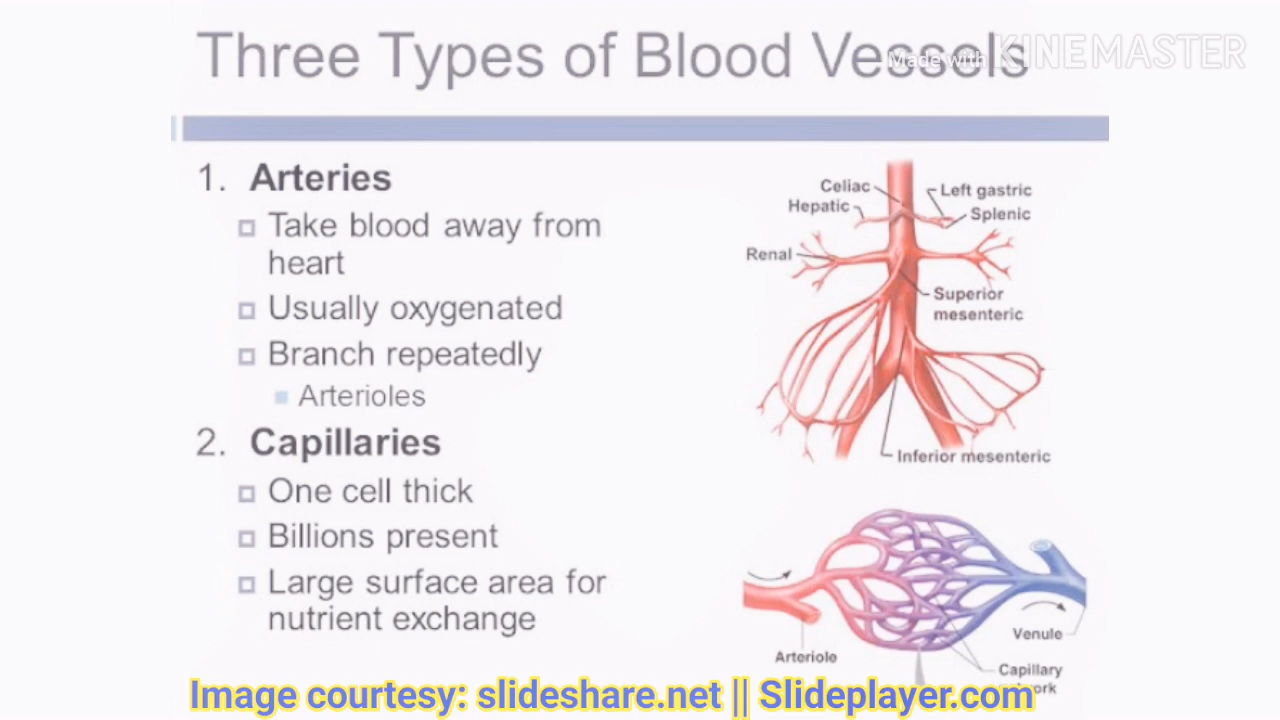 Three Types of Blood Vessels
Made with KINEMASTER
1. Arteries
Take blood away from
heart
Usually oxygenated
Branch repeatedly
Arterioles
2. Capillaries
One cell thick
Billions present
Large surface area for
nutrient exchange
Celiac
Hepatic
Left gastric
Splenic
Renal
Superior
mesenteric
Inferior mesenteric
Arteriole
Venule
Capillary
Image courtesy: slideshare.net || Slideplayer.com